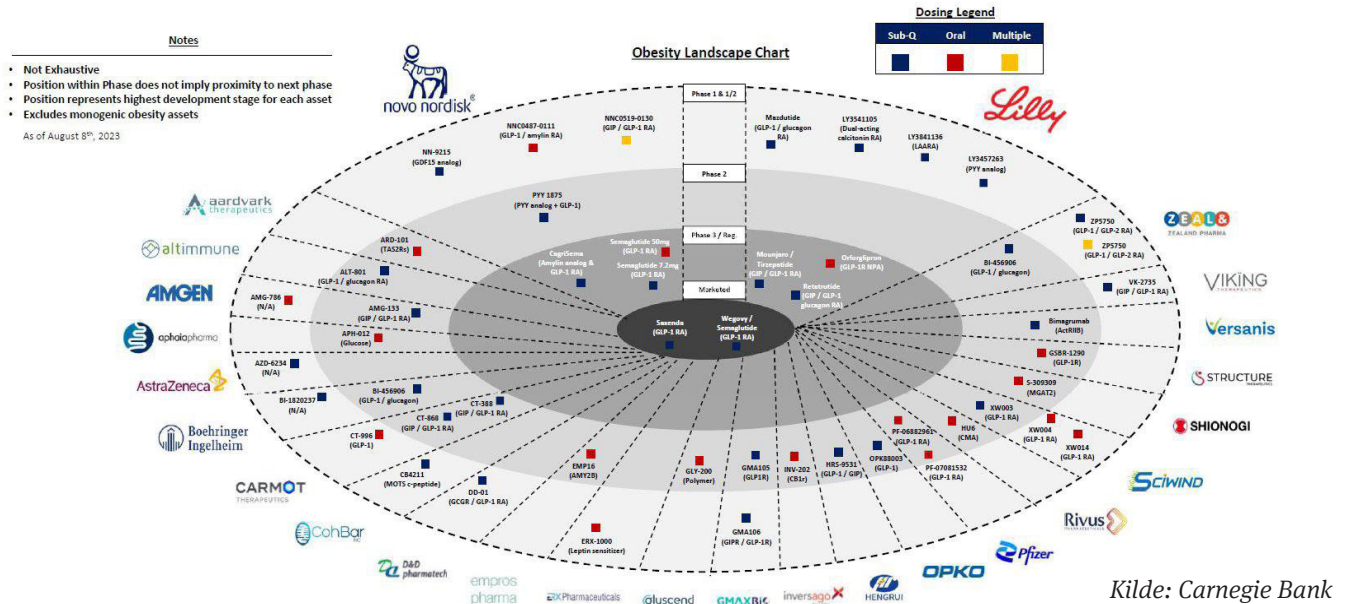 Notes
• Not Exhaustive
• Position within Phase does not imply proximity to next phase
• Position represents highest development stage for each asset
• Excludes monogenic obesity assets
As of August 8th, 2023
novo nordisk®
Obesity Landscape Chart
Dosing Legend
Sub-Q Oral Multiple
Lilly
Phase 1 & 1/2
Phase 2
Phase 3 / Reg.
Marketed
NN-9215
(GDF15 analog)
NNC0487-0111
(GLP-1 / amylin RA)
NNC0519-0130
(GIP / GLP-1 RA)
PYY 1875
(PYY analog + GLP-1)
CagriSema
(Amylin analog &
GLP-1 RA)
Semaglutide 50mg
(GLP-1 RA)
Semaglutide 7.2mg
(GLP-1 RA)
Saxenda
(GLP-1 RA)
Wegovy /
Semaglutide
(GLP-1 RA)
Mazdutide
(GLP-1 / glucagon
RA)
LY3541105
(Dual-acting
calcitonin RA)
LY3841136
(LAARA)
LY3457263
(PYY analog)
Mounjaro /
Tirzepatide
(GIP / GLP-1 RA)
Orforglipron
(GLP-1R NPA)
Retatrutide
(GIP / GLP-1
glucagon RA)
ZP5750
(GLP-1 / GLP-2 RA)
ZP5750
(GLP-1 / GLP-2 RA)
BI-456906
(GLP-1 / glucagon)
ZEALAND PHARMA
VK-2735
(GIP / GLP-1 RA)
VIKING
THERAPEUTICS
Bimagrumab
(ActRIIB)
Versanis
GSBR-1290
(GLP-1R)
STRUCTURE
THERAPEUTICS
S-309309
(MGAT2)
SHIONOGI
XW003
(GLP-1 RA)
XW004
(GLP-1 RA)
XW014
(GLP-1 RA)
SCIWIND
HU6
(CMA)
Rivus
PF-06882961
(GLP-1 RA)
PF-07081532
(GLP-1 RA)
Pfizer
OPK88003
(GLP-1)
OPKO
HRS-9531
(GLP-1 / GIP)
HENGRUI
INV-202
(CB1r)
inversago
GMA105
(GLP1R)
GMA106
(GIPR / GLP-1R)
GMAXBio
GLY-200
(Polymer)
Gluscend
ERX-1000
(Leptin sensitizer)
ERX Pharmaceuticals
EMP16
(AMY2B)
empros
pharma
DD-01
(GCGR / GLP-1 RA)
D&D
pharmatech
CB4211
(MOTS c-peptide)
CohBar
CT-388
(GIP / GLP-1 RA)
CT-868
(GIP / GLP-1 RA)
CT-996
(GLP-1)
CARMOT
THERAPEUTICS
BI-456906
(GLP-1 / glucagon)
BI-1820237
(N/A)
Boehringer
Ingelheim
AZD-6234
(N/A)
AstraZeneca
APH-012
(Glucose)
aphaiapharma
AMG-133
(GIP / GLP-1 RA)
AMG-786
(N/A)
AMGEN
ALT-801
(GLP-1 / glucagon RA)
altimmune
ARD-101
(TAS2Rs)
aardvark
therapeutics
Kilde: Carnegie Bank